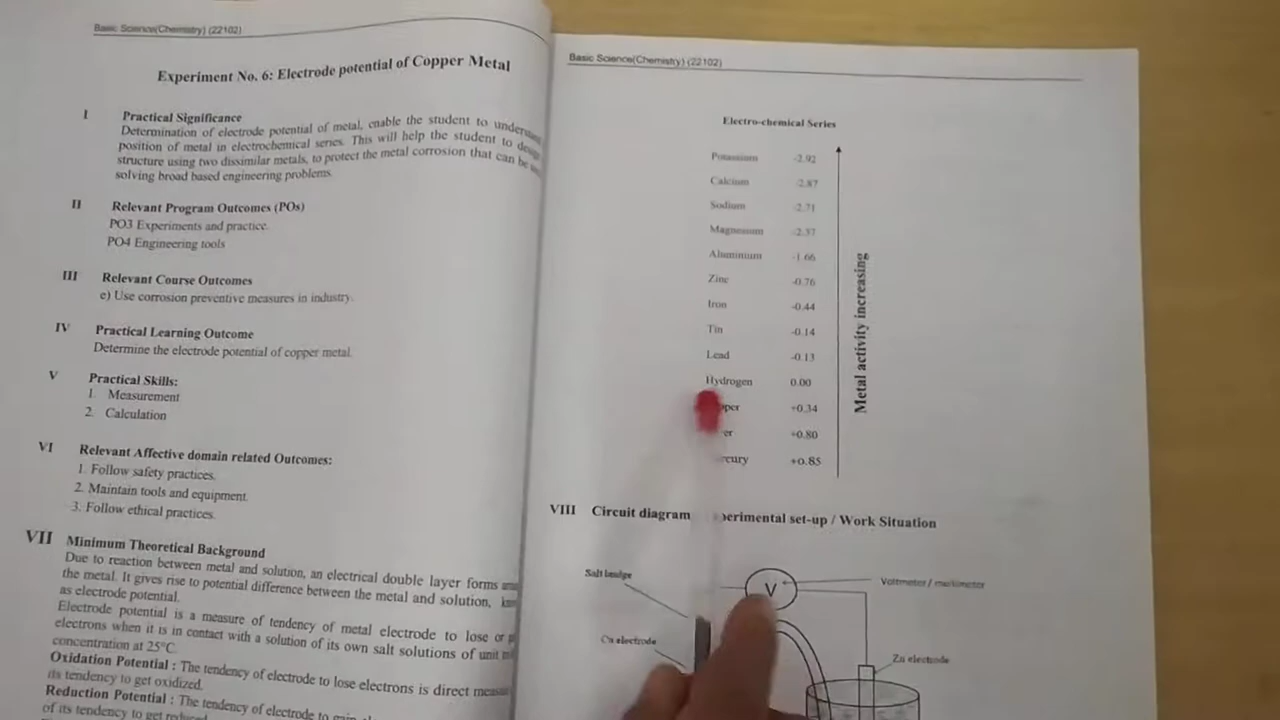 Basic Science(Chemistry) (22102)
Experiment No. 6: Electrode potential of Copper Metal
I Practical Significance
Determination of electrode potential of metal, enable the student to
position of metal in electrochemical series. This will help the student to
structure using two dissimilar metals, to protect the metal corrosion that can be
solving broad based engineering problems.
II Relevant Program Outcomes (POs)
PO3 Experiments and practice.
PO4 Engineering tools
III Relevant Course Outcomes
e) Use corrosion preventive measures in industry.
IV Practical Learning Outcome
Determine the electrode potential of copper metal.
V Practical Skills:
1. Measurement
2. Calculation
VI Relevant Affective domain related Outcomes:
1. Follow safety practices.
2. Maintain tools and equipment.
3. Follow ethical practices.
VII Minimum Theoretical Background
Due to reaction between metal and solution, an electrical double layer forms
the metal. It gives rise to potential difference between the metal and solution,
as electrode potential.
Electrode potential is a measure of tendency of metal electrode to lose or
electrons when it is in contact with a solution of its own salt solutions of unit
concentration at 25°C.
Oxidation Potential : The tendency of electrode to lose electrons is direct
its tendency to get oxidized.
Reduction Potential : The tendency of electrode to
of its tendency to get
Basic Science(Chemistry) (22102)
Electro-chemical Series
Potassium -2.92
Calcium -2.87
Sodium -2.71
Magnesium -2.37
Aluminium -1.66
Zinc -0.76
Iron -0.44
Tin -0.14
Lead -0.13
Hydrogen 0.00
+0.34
+0.80
+0.85
Metal activity increasing
VIII Circuit diagram / Work Situation
Salt bridge
V
Voltmeter / multimeter
Cu electrode
Zn electrode